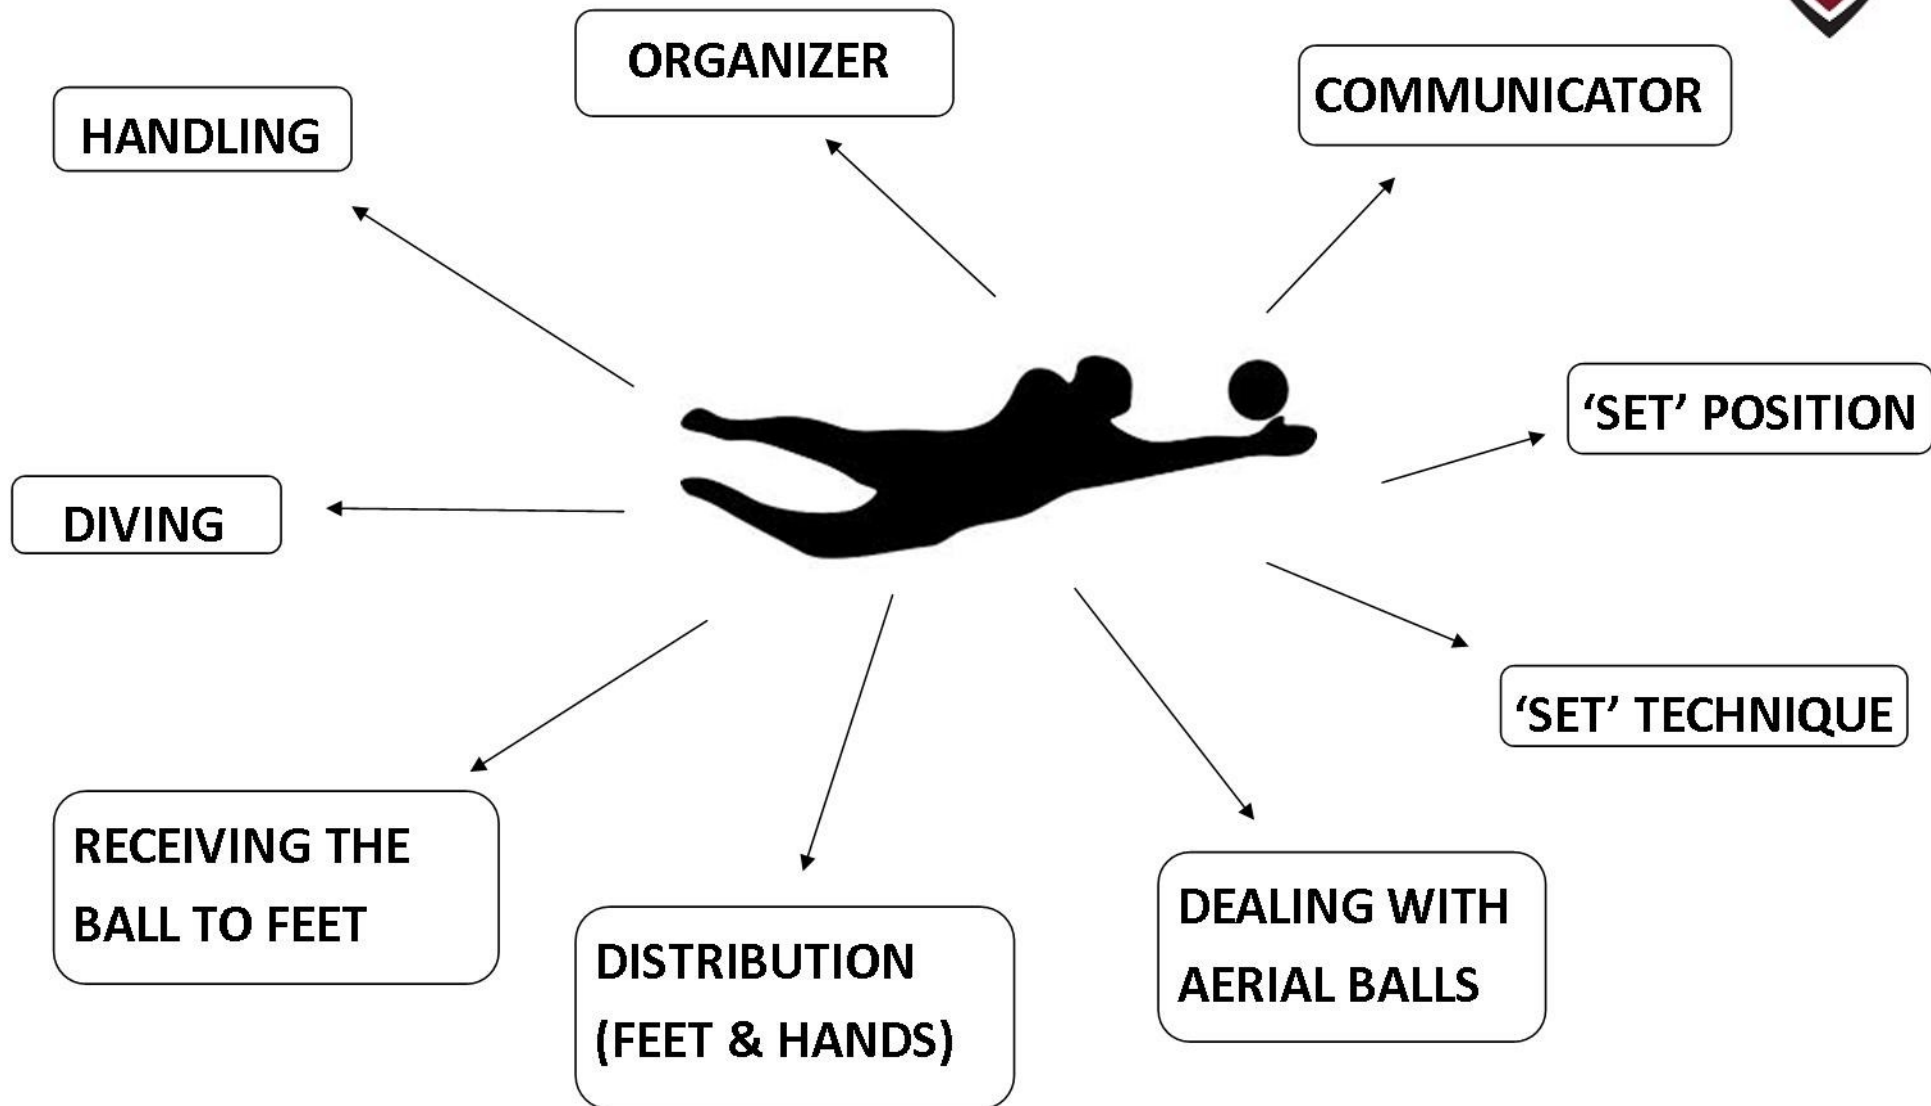 ORGANIZER
COMMUNICATOR
HANDLING
‘SET’ POSITION
DIVING
‘SET’ TECHNIQUE
RECEIVING THE
BALL TO FEET
DISTRIBUTION
(FEET & HANDS)
DEALING WITH
AERIAL BALLS